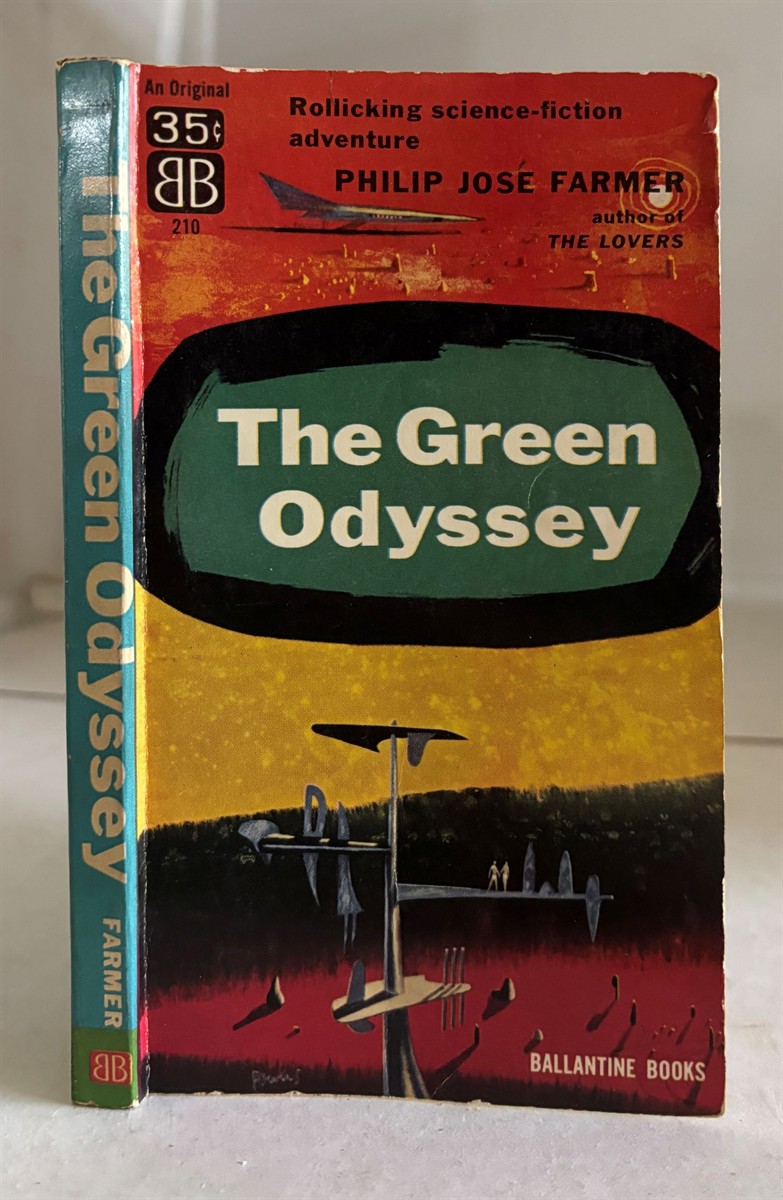 The Green Odyssey
FARMER
BB
An Original
35¢
BB
210
Rollicking science-fiction
adventure
PHILIP JOSÉ FARMER
author of
THE LOVERS
The Green
Odyssey
BALLANTINE BOOKS